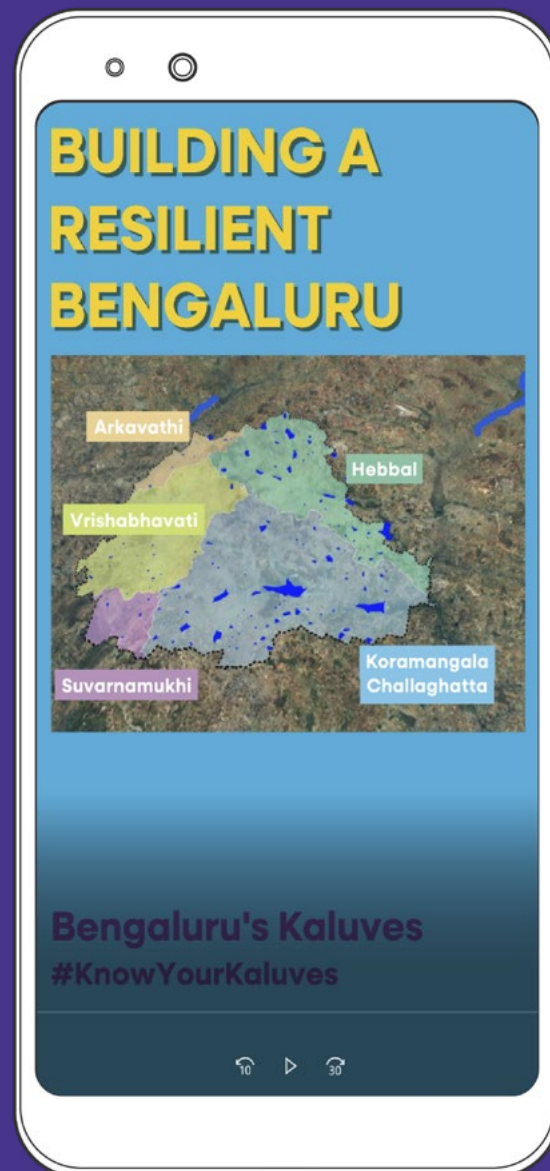 BUILDING A
RESILIENT
BENGALURU
Arkavathi
Hebbal
Vrishabhavati
Suvarnamukhi
Koramangala
Challaghatta
Bengaluru's Kaluves
#KnowYourKaluves
10
30